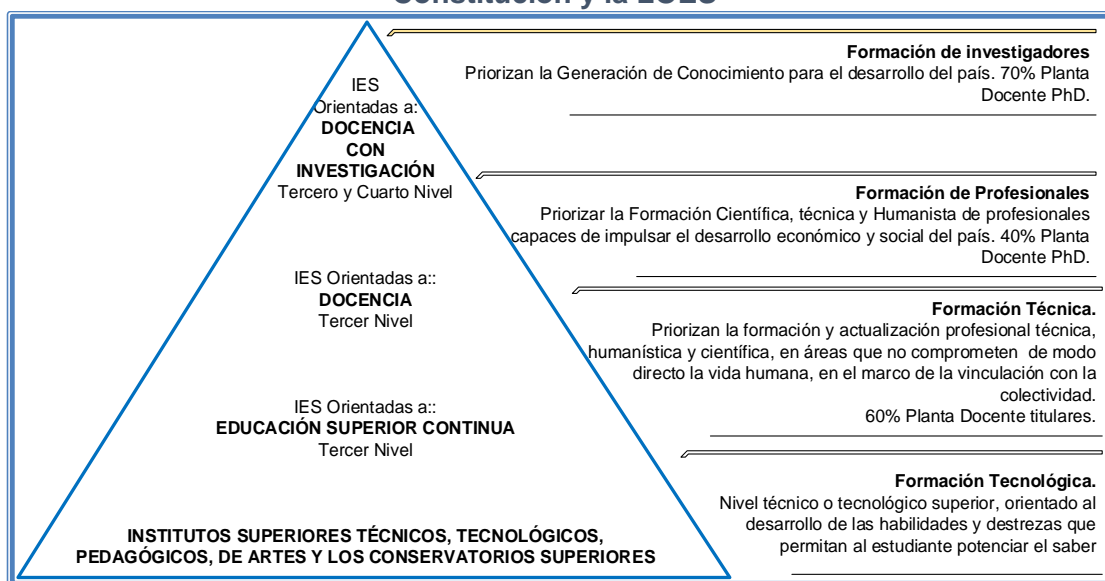 Constitución y la LOES
IES
Orientadas a:
DOCENCIA
CON
INVESTIGACIÓN
Tercero y Cuarto Nivel
Formación de investigadores
Priorizan la Generación de Conocimiento para el desarrollo del país. 70% Planta
Docente PhD.
IES Orientadas a::
DOCENCIA
Tercer Nivel
Formación de Profesionales
Priorizar la Formación Científica, técnica y Humanista de profesionales
capaces de impulsar el desarrollo económico y social del país. 40% Planta
Docente PhD.
IES Orientadas a::
EDUCACIÓN SUPERIOR CONTINUA
Tercer Nivel
Formación Técnica.
Priorizan la formación y actualización profesional técnica,
humanística y científica, en áreas que no comprometen de modo
directo la vida humana, en el marco de la vinculación con la
colectividad.
60% Planta Docente titulares.
INSTITUTOS SUPERIORES TÉCNICOS, TECNOLÓGICOS,
PEDAGÓGICOS, DE ARTES Y LOS CONSERVATORIOS SUPERIORES
Formación Tecnológica.
Nivel técnico o tecnológico superior, orientado al
desarrollo de las habilidades y destrezas que
permitan al estudiante potenciar el saber